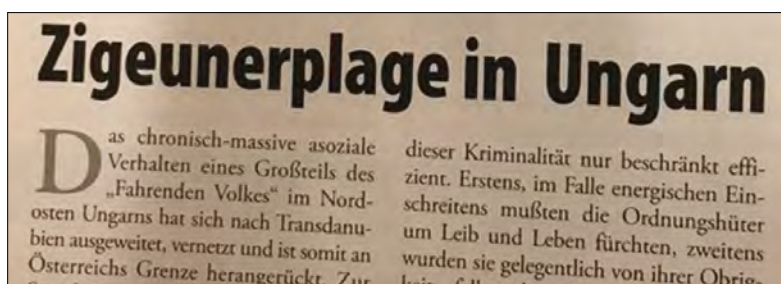 Zigeunerplage in Ungarn
Das chronisch-massive asoziale
Verhalten eines Großteils des
„Fahrenden Volkes“ im Nord-
osten Ungarns hat sich nach Transdanu-
bien ausgeweitet, vernetzt und ist somit an
Österreichs Grenze herangerückt. Zur
dieser Kriminalität nur beschränkt effi-
zient. Erstens, im Falle energischen Ein-
schreitens mußten die Ordnungshüter
um Leib und Leben fürchten, zweitens
wurden sie gelegentlich von ihrer Obrig-